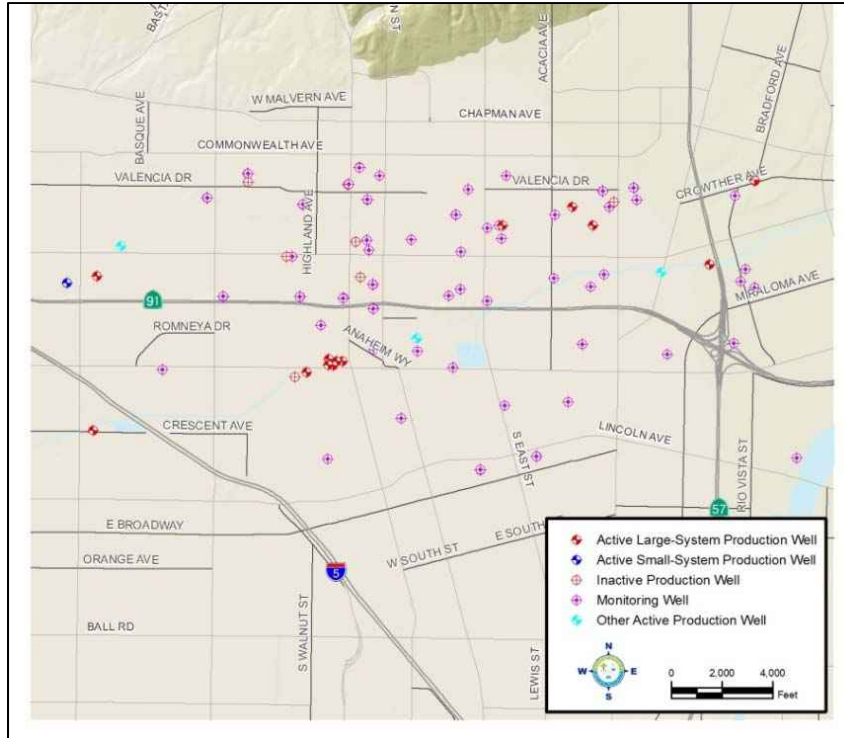 BASQUE AVE
N ST
ACACIA AVE
BRADFORD AVE
W MALVERN AVE
CHAPMAN AVE
COMMONWEALTH AVE
VALENCIA DR
VALENCIA DR
CROWTHER AVE
HIGHLAND AVE
91
MIRALOMA AVE
ROMNEYA DR
ANAHEIM WY
CRESCENT AVE
LINCOLN AVE
S EAST ST
RIO VISTA ST
57
E BROADWAY
E SOUTH
W SOUTH ST
ORANGE AVE
5
BALL RD
S WALNUT ST
LEWIS ST
Active Large-System Production Well
Active Small-System Production Well
Inactive Production Well
Monitoring Well
Other Active Production Well
N
W E
S
0 2,000 4,000
Feet